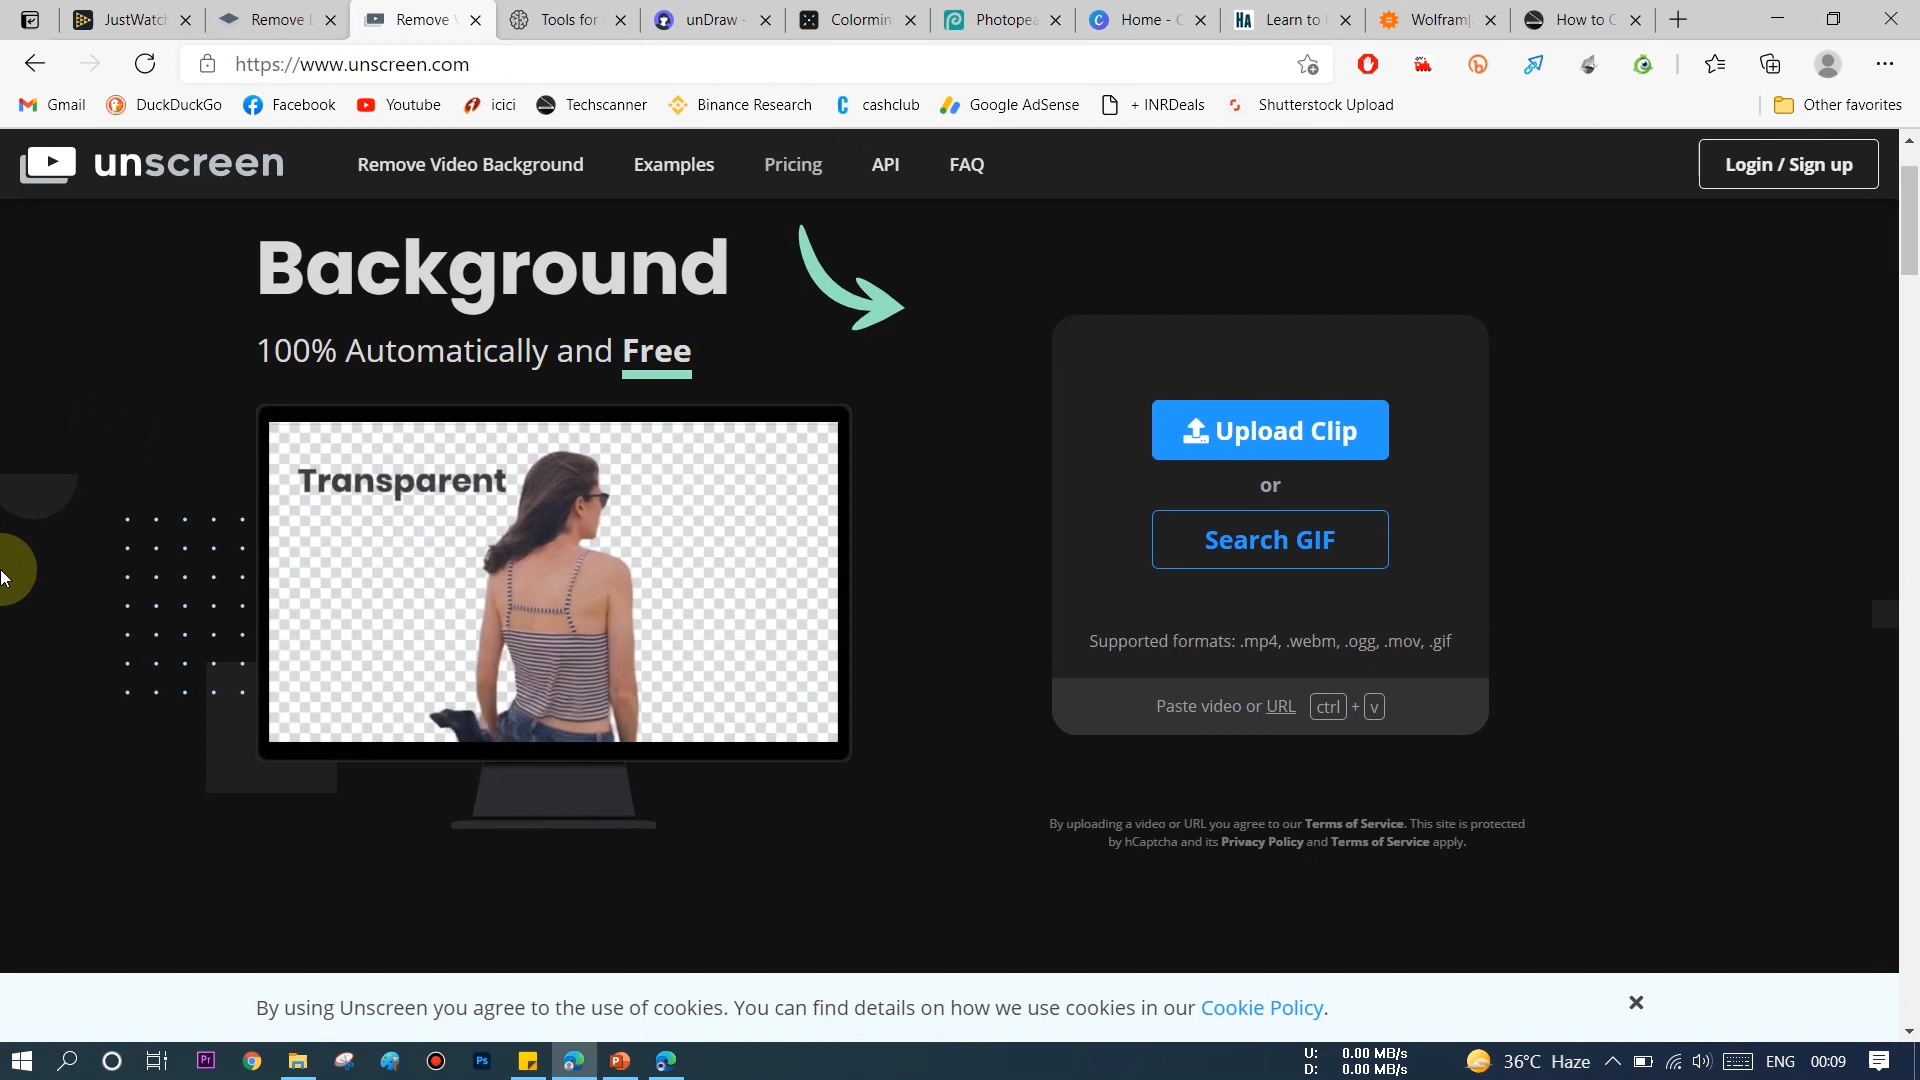 JustWatch
Remove B
Remove V
Tools for
unDraw -
Colormin
Photopea
Home - C
Learn to
Wolfram|
How to C
https://www.unscreen.com
Gmail
DuckDuckGo
Facebook
Youtube
icici
Techscanner
Binance Research
cashclub
Google AdSense
+ INRDeals
Shutterstock Upload
Other favorites
unscreen
Remove Video Background
Examples
Pricing
API
FAQ
Login / Sign up
Background
100% Automatically and Free
Transparent
Upload Clip
or
Search GIF
Supported formats: .mp4, .webm, .ogg, .mov, .gif
Paste video or URL ctrl + v
By uploading a video or URL you agree to our Terms of Service. This site is protected
by hCaptcha and its Privacy Policy and Terms of Service apply.
By using Unscreen you agree to the use of cookies. You can find details on how we use cookies in our Cookie Policy.
U: 0.00 MB/s
D: 0.00 MB/s
36°C Haze
ENG
00:09